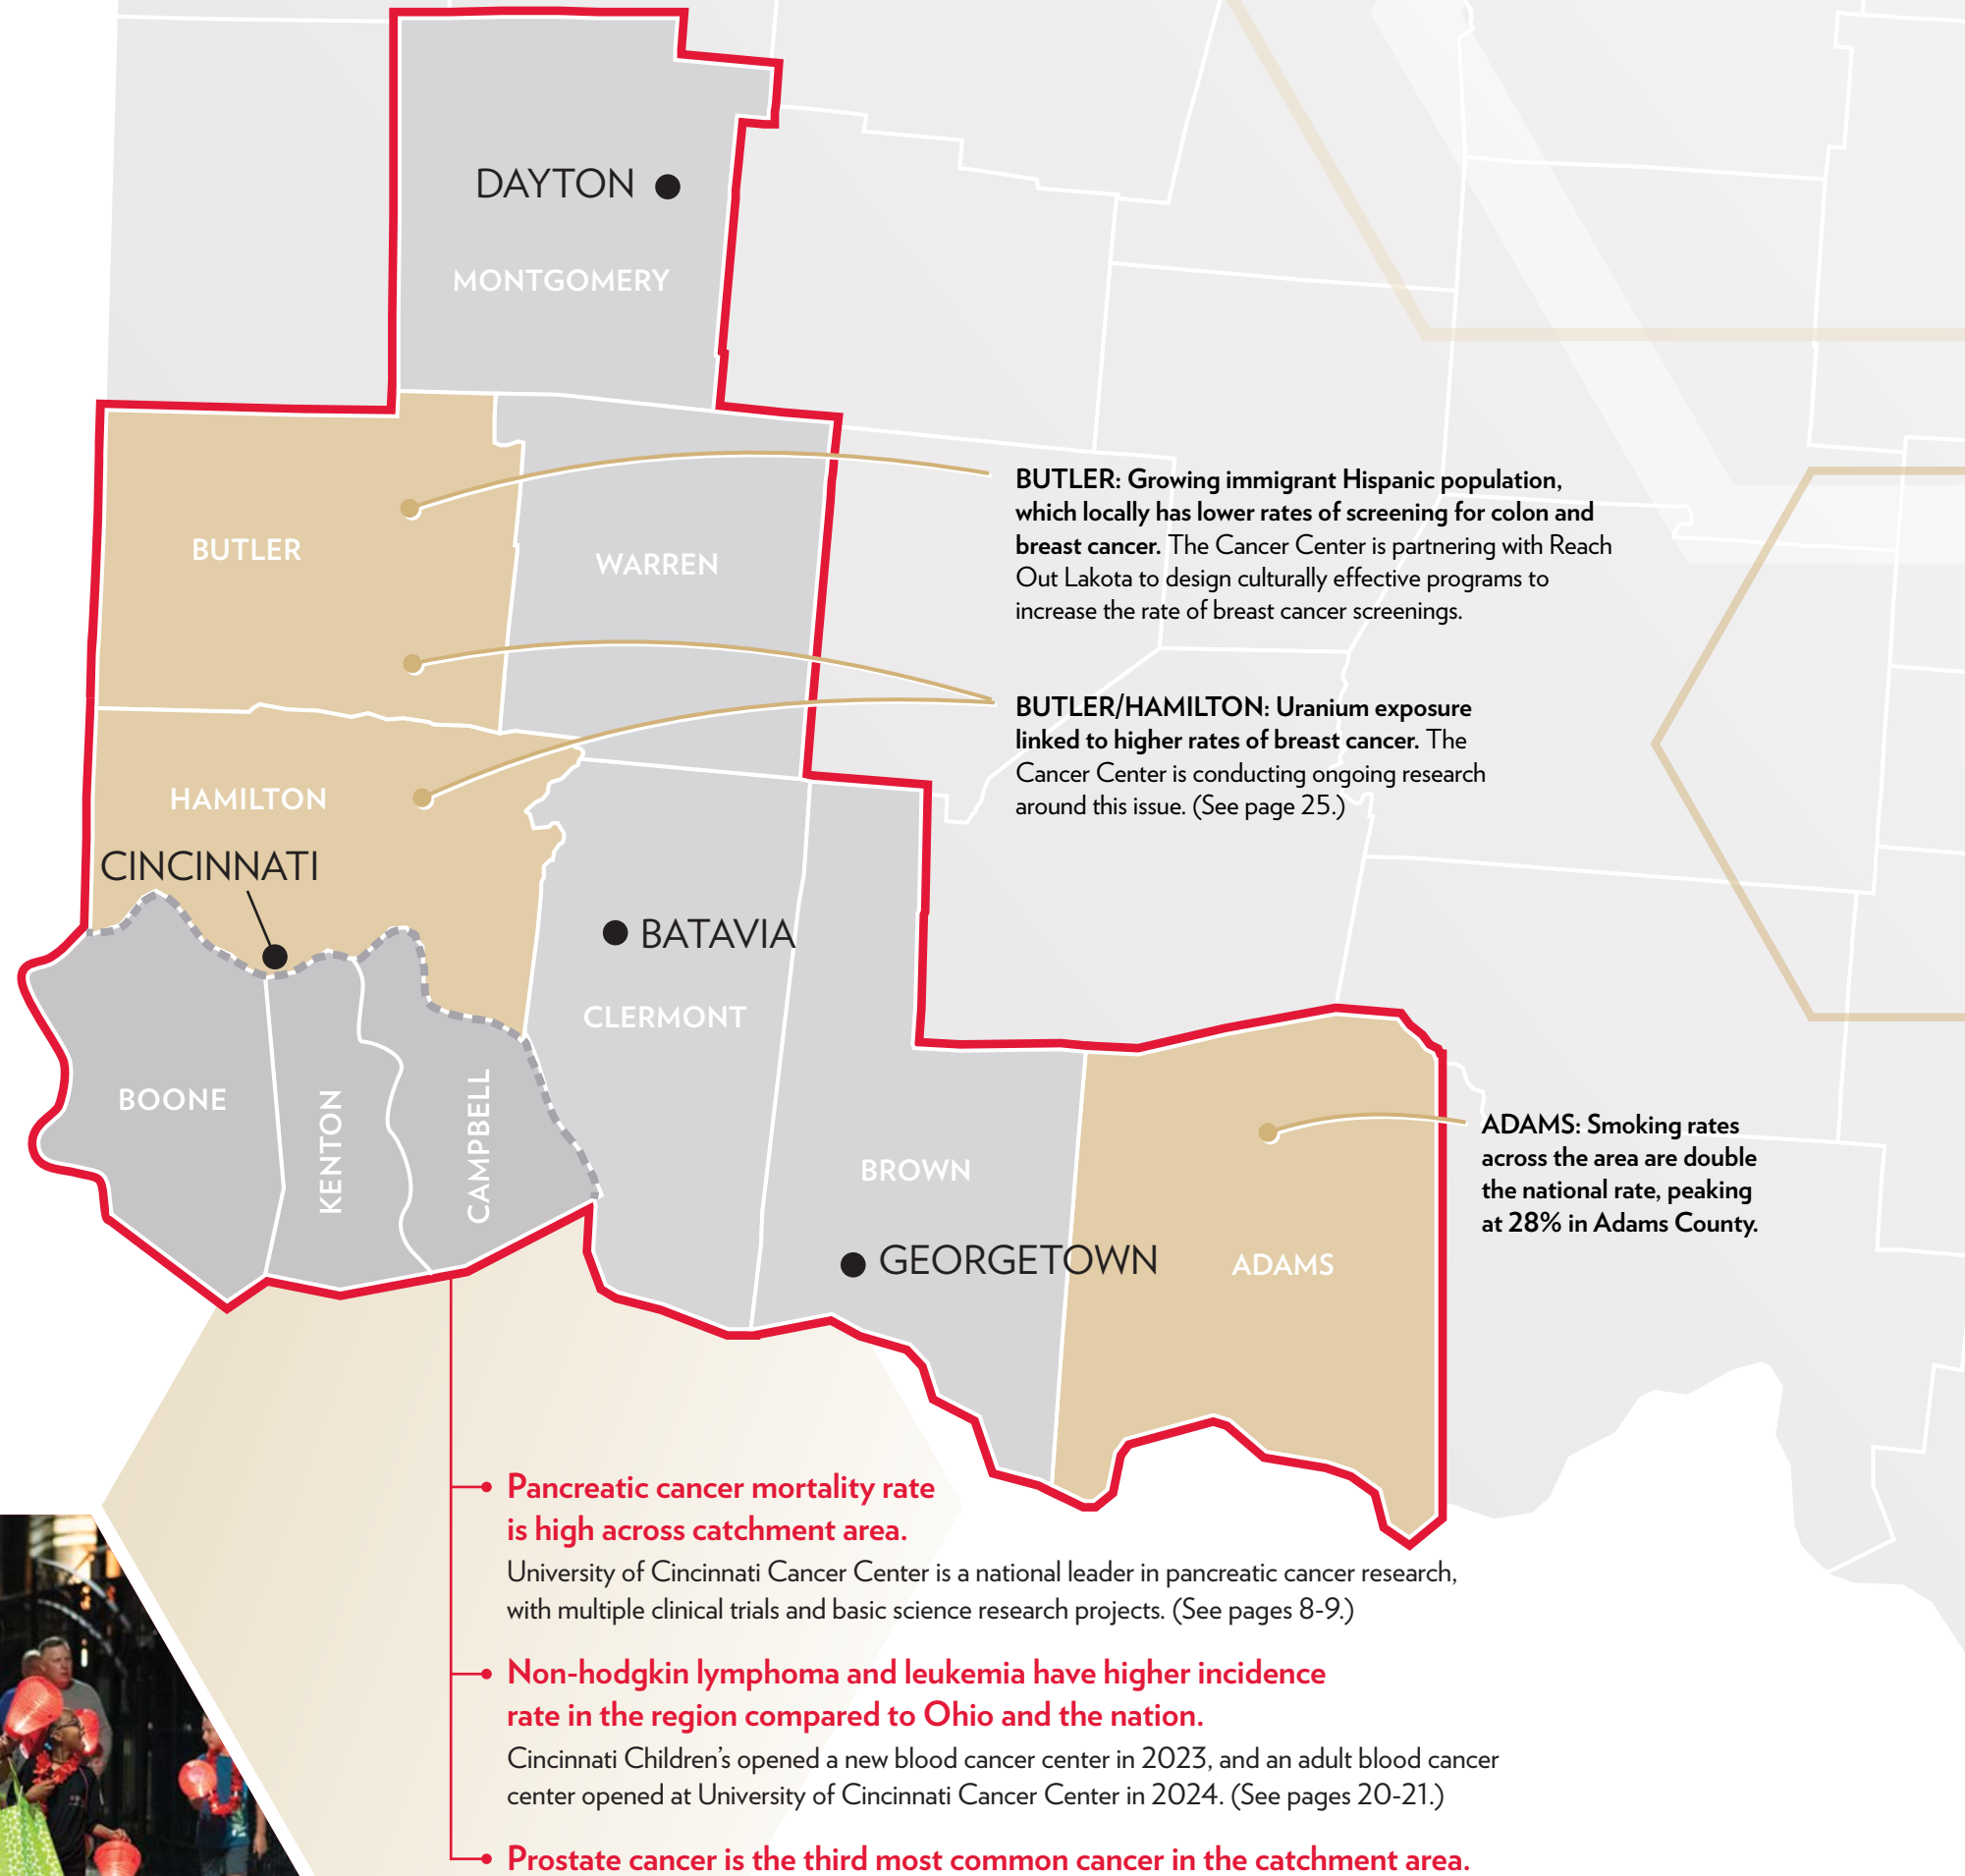 DAYTON
MONTGOMERY
BUTLER
WARREN
BUTLER: Growing immigrant Hispanic population,
which locally has lower rates of screening for colon and
breast cancer. The Cancer Center is partnering with Reach
Out Lakota to design culturally effective programs to
increase the rate of breast cancer screenings.
BUTLER/HAMILTON: Uranium exposure
linked to higher rates of breast cancer. The
Cancer Center is conducting ongoing research
around this issue. (See page 25.)
HAMILTON
CINCINNATI
BATAVIA
CLERMONT
BOONE
KENTON
CAMPBELL
BROWN
GEORGETOWN
ADAMS
ADAMS: Smoking rates
across the area are double
the national rate, peaking
at 28% in Adams County.
Pancreatic cancer mortality rate
is high across catchment area.
University of Cincinnati Cancer Center is a national leader in pancreatic cancer research,
with multiple clinical trials and basic science research projects. (See pages 8-9.)
Non-hodgkin lymphoma and leukemia have higher incidence
rate in the region compared to Ohio and the nation.
Cincinnati Children's opened a new blood cancer center in 2023, and an adult blood cancer
center opened at University of Cincinnati Cancer Center in 2024. (See pages 20-21.)
Prostate cancer is the third most common cancer in the catchment area.